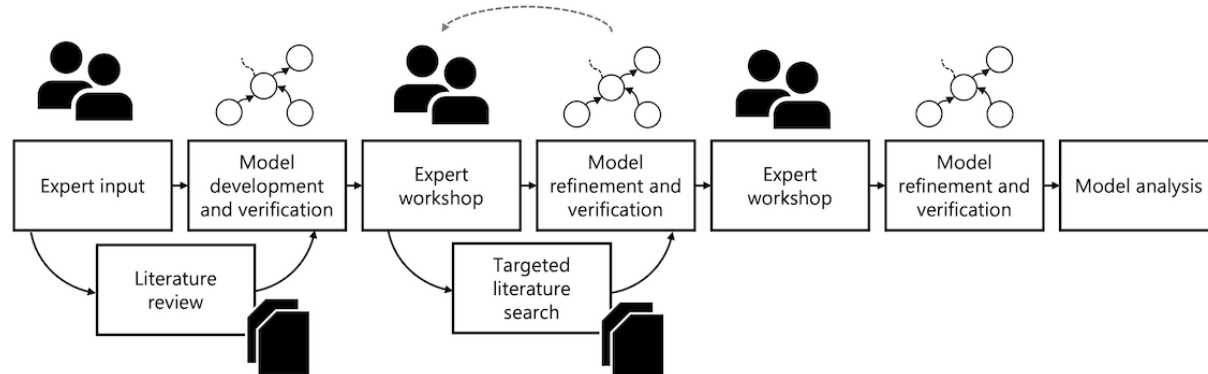 Expert input
Model
development
and verification
Expert
workshop
Model
refinement and
verification
Expert
workshop
Model
refinement and
verification
Model analysis
Literature
review
Targeted
literature
search